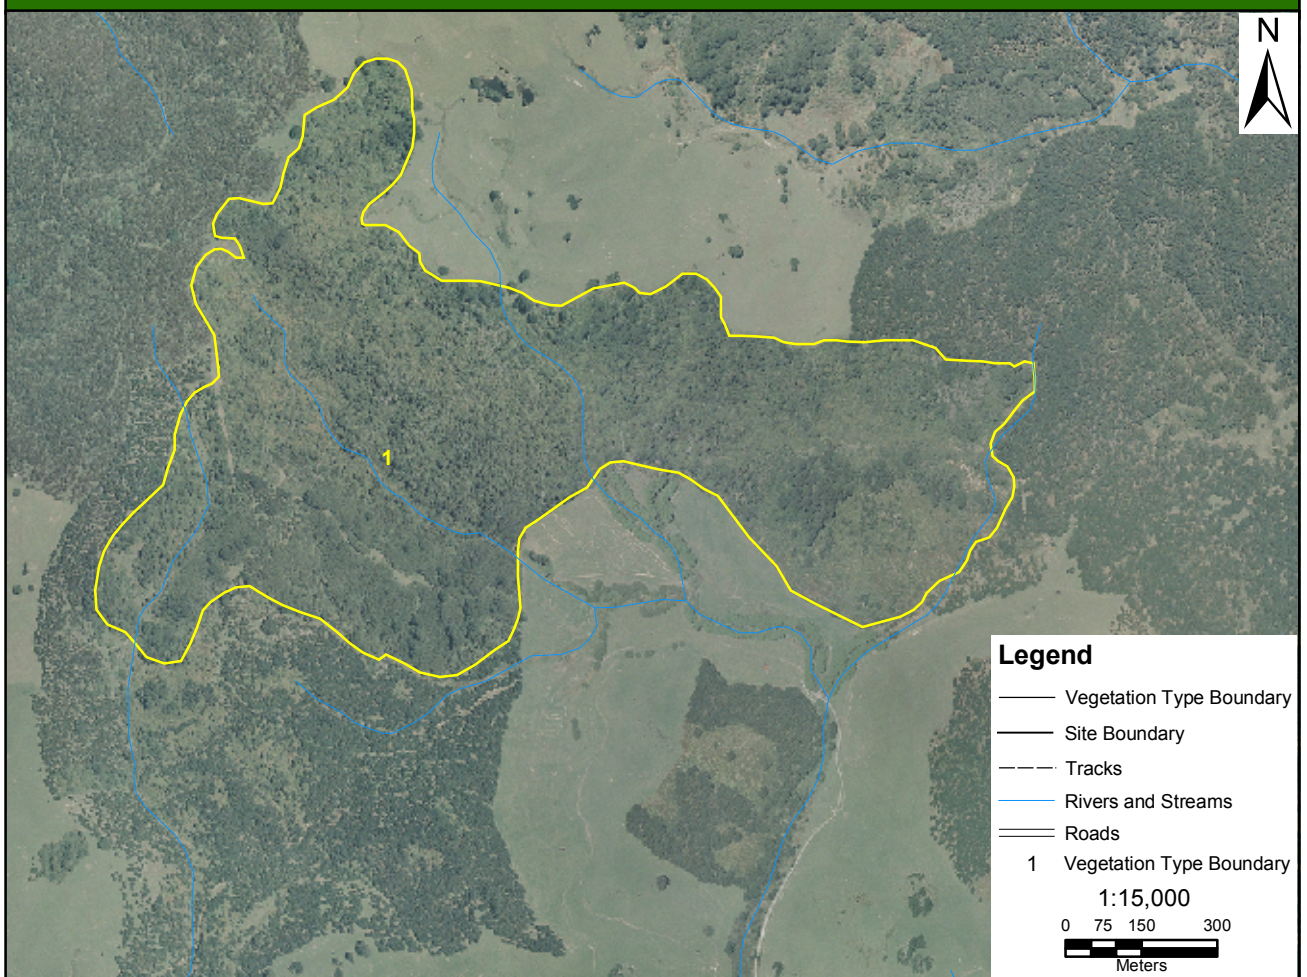 N
1
Legend
Vegetation Type Boundary
Site Boundary
Tracks
Rivers and Streams
Roads
1 Vegetation Type Boundary
1:15,000
0 75 150 300
Meters